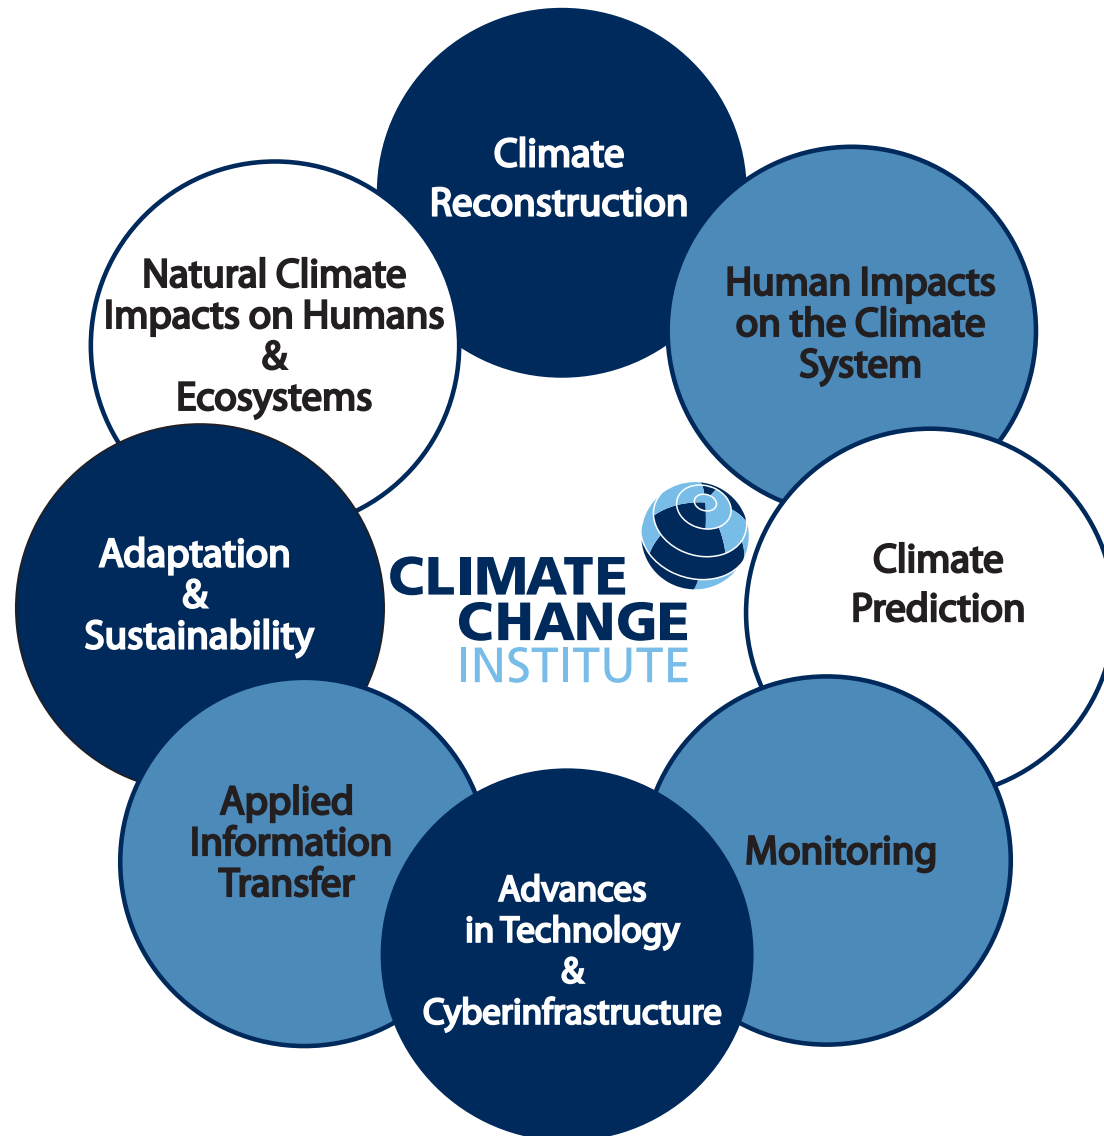 Climate
Reconstruction
Human Impacts
on the Climate
System
Climate
Prediction
Monitoring
Advances
in Technology
&
Cyberinfrastructure
Applied
Information
Transfer
Adaptation
&
Sustainability
Natural Climate
Impacts on Humans
&
Ecosystems
CLIMATE
CHANGE
INSTITUTE